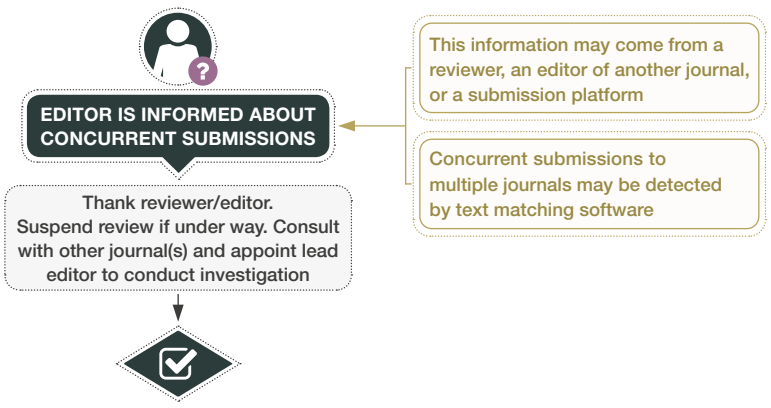 ?
EDITOR IS INFORMED ABOUT
CONCURRENT SUBMISSIONS
This information may come from a
reviewer, an editor of another journal,
or a submission platform
Concurrent submissions to
multiple journals may be detected
by text matching software
Thank reviewer/editor.
Suspend review if under way. Consult
with other journal(s) and appoint lead
editor to conduct investigation